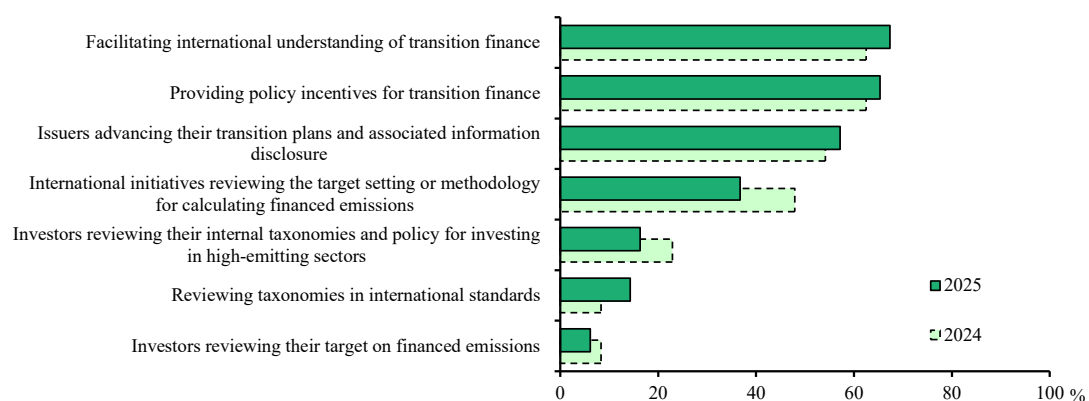 Facilitating international understanding of transition finance
Providing policy incentives for transition finance
Issuers advancing their transition plans and associated information
disclosure
International initiatives reviewing the target setting or methodology
for calculating financed emissions
Investors reviewing their internal taxonomies and policy for investing
in high-emitting sectors
Reviewing taxonomies in international standards
Investors reviewing their target on financed emissions
2025
2024
0 20 40 60 80 100 %